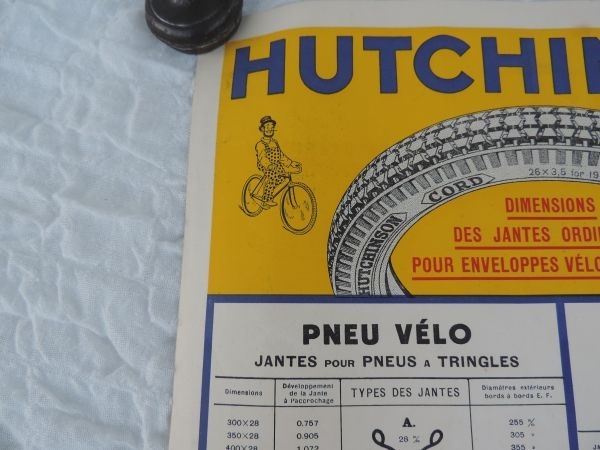 HUTCHIN
26 × 3,5 for 19
CORD
HUTCHINSON
DIMENSIONS
DES JANTES ORDI
POUR ENVELOPPES VÉLO
PNEU VÉLO
JANTES POUR PNEUS A TRINGLES
Dimensions
Développement de la Jante à l'accrochage
TYPES DES JANTES
Diamètres extérieurs bords à bords E. F.
300×28 0.757 A. 255 m/m
350×28 0.905 26 m/m 305 m/m
400×28 1.072 355 m/m